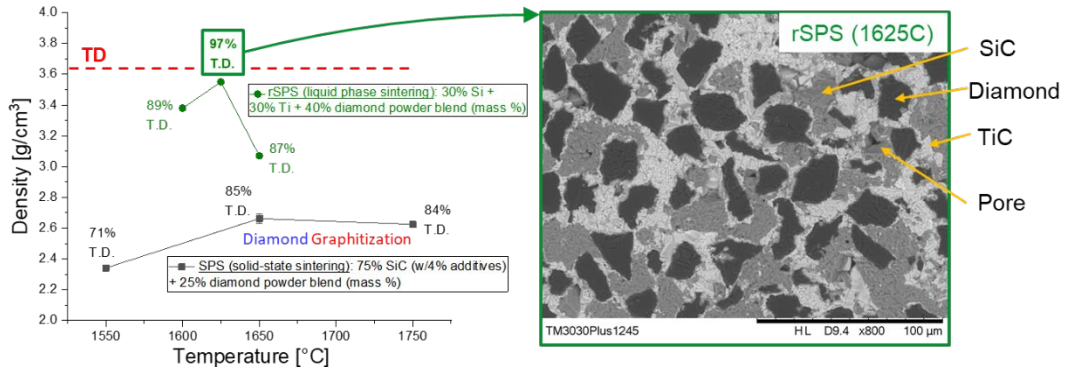 4.0
3.8
3.6
3.4
3.2
3.0
2.8
2.6
2.4
2.2
2.0
Density [g/cm³]
TD
97%
T.D.
89%
T.D.
87%
T.D.
rSPS (liquid phase sintering): 30% Si +
30% Ti + 40% diamond powder blend (mass %)
71%
T.D.
85%
T.D.
84%
T.D.
Diamond Graphitization
SPS (solid-state sintering): 75% SiC (w/4% additives)
+ 25% diamond powder blend (mass %)
1550 1600 1650 1700 1750
Temperature [°C]
rSPS (1625C)
SiC
Diamond
TiC
Pore
TM3030Plus1245 HL D9.4 x800 100 µm